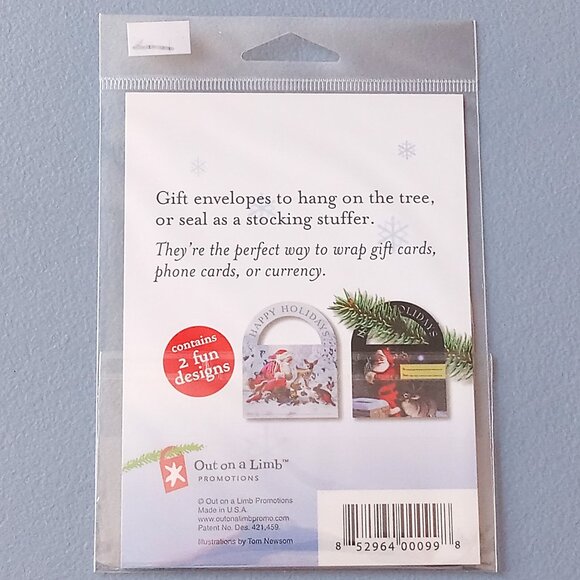 Gift envelopes to hang on the tree,
or seal as a stocking stuffer.
They're the perfect way to wrap gift cards,
phone cards, or currency.
HAPPY HOLIDAYS
HOLIDAYS
contains
2 fun
designs
Out on a Limb™
PROMOTIONS
© Out on a Limb Promotions
Made in U.S.A.
www.outonalimbpromo.com
Patent No. Des. 421,459.
Illustrations by Tom Newsom
8 52964 00099 8